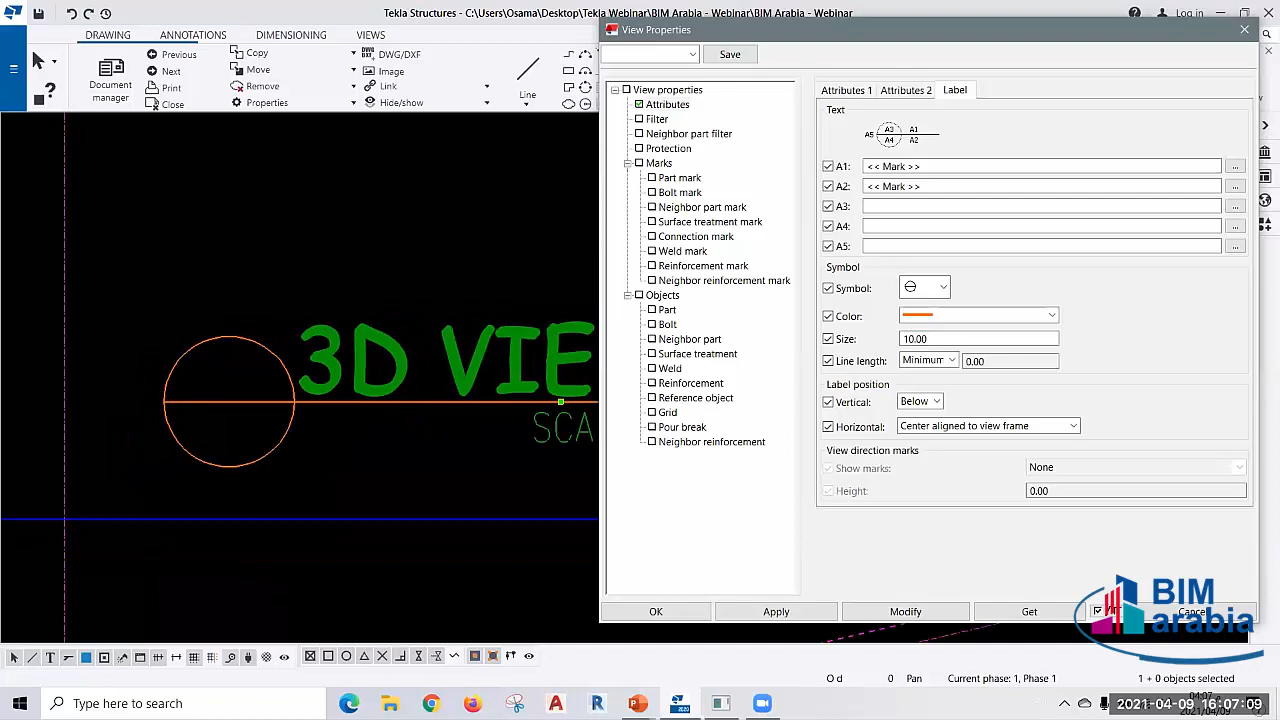 Tekla Structures - C:\Users\Osama\Desktop\Tekla Webinar\BIM Arabia - Webinar\BIM Arabia - Webinar
Log in
DRAWING ANNOTATIONS DIMENSIONING VIEWS
Document manager
Previous
Next
Print
Close
Copy
Move
Remove
Properties
DWG/DXF
Image
Link
Hide/show
Line
View Properties
Save
View properties
Attributes
Filter
Neighbor part filter
Protection
Marks
Part mark
Bolt mark
Neighbor part mark
Surface treatment mark
Connection mark
Weld mark
Reinforcement mark
Neighbor reinforcement mark
Objects
Part
Bolt
Neighbor part
Surface treatment
Weld
Reinforcement
Reference object
Grid
Pour break
Neighbor reinforcement
Attributes 1 Attributes 2 Label
Text
A5 A3 A1
A4 A2
A1: << Mark >> ...
A2: << Mark >> ...
A3: ...
A4: ...
A5: ...
Symbol
Symbol:
Color:
Size: 10.00
Line length: Minimum 0.00
Label position
Vertical: Below
Horizontal: Center aligned to view frame
View direction marks
Show marks: None
Height: 0.00
OK Apply Modify Get
3D VIE
SCA
BIM
arabia
O d 0 Pan Current phase: 1, Phase 1 1 + 0 objects selected
Type here to search
2021-04-09 16:07:09